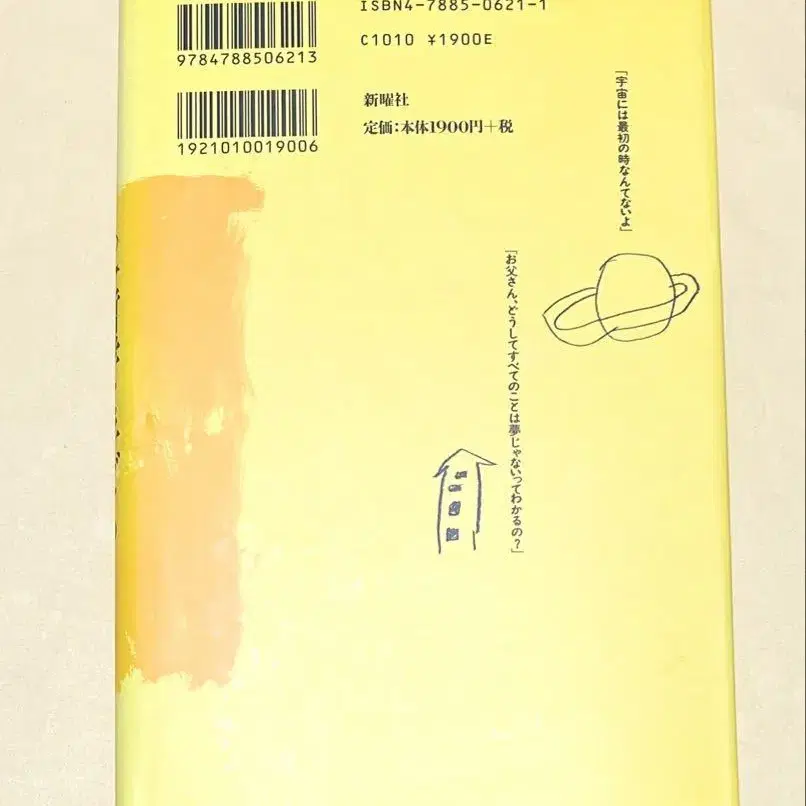 ISBN4-7885-0621-1
C1010 ¥1900E
9784788506213
1921010019006
新曜社
定価:本体1900円+税
「宇宙には最初の時なんてないよ」
「お父さん、どうしてすべてのことは夢じゃないってわかるの?」